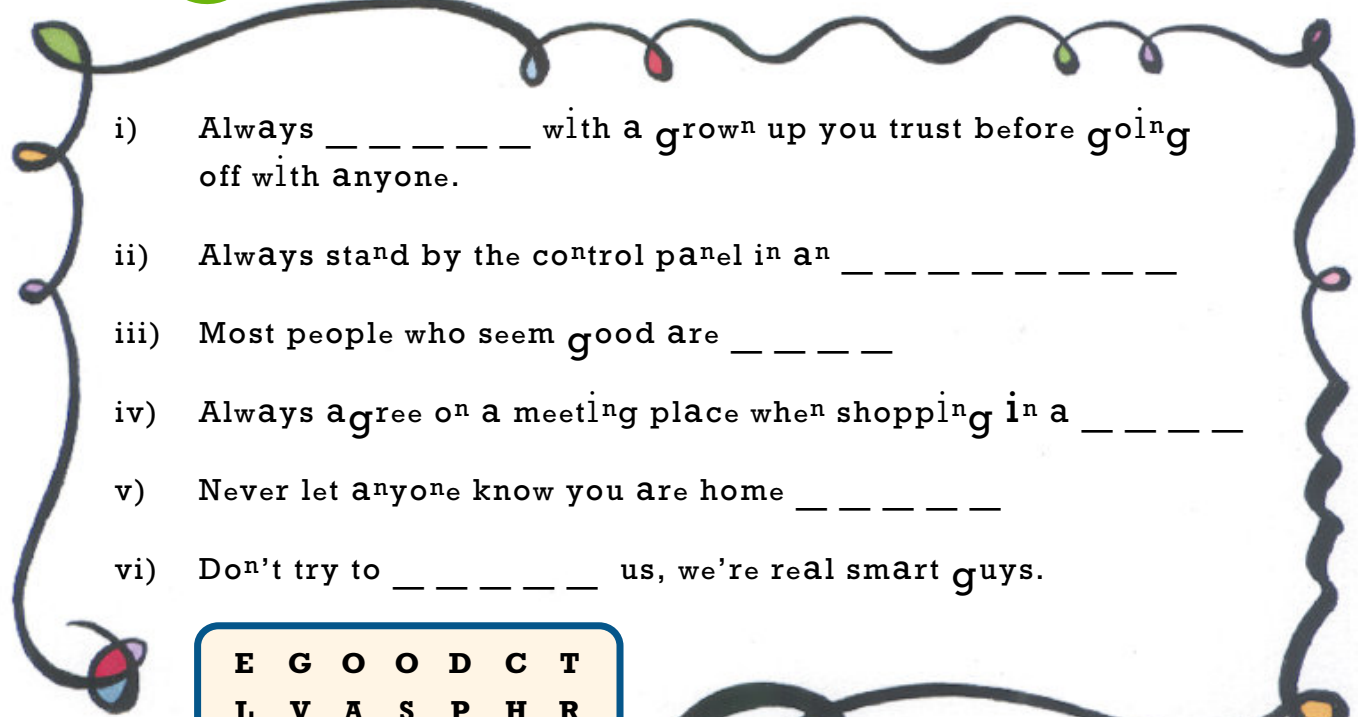 i) Always _ _ _ _ _ with a grown up you trust before going
off with anyone.
ii) Always stand by the control panel in an _ _ _ _ _ _ _ _
iii) Most people who seem good are _ _ _ _
iv) Always agree on a meeting place when shopping in a _ _ _ _
v) Never let anyone know you are home _ _ _ _ _
vi) Don't try to _ _ _ _ _ us, we're real smart guys.
E G O O D C T
L V A S P H R